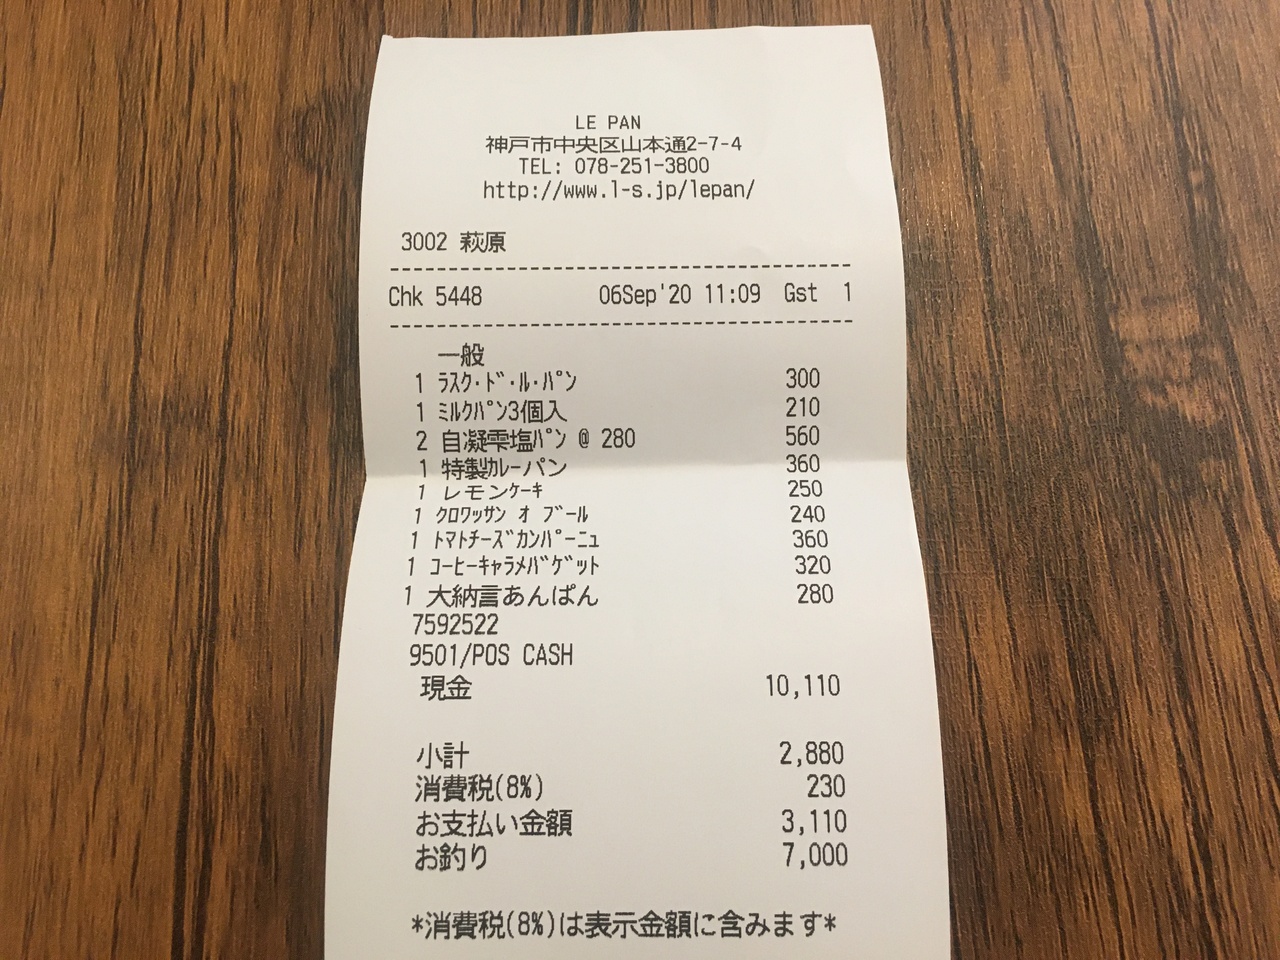 LE PAN
神戸市中央区山本通2-7-4
TEL: 078-251-3800
http://www.l-s.jp/lepan/
3002 萩原
Chk 5448 06Sep'20 11:09 Gst 1
一般
1 ﾗｽｸ･ﾄﾞ･ﾙ･ﾊﾟﾝ 300
1 ﾐﾙｸﾊﾟﾝ3個入 210
2 自凝雫塩ﾊﾟﾝ @ 280 560
1 特製ｶﾚｰパン 360
1 レモンｹｰｷ 250
1 ｸﾛﾜｯｻﾝ ｵ ﾌﾞｰﾙ 240
1 ﾄﾏﾄﾁｰｽﾞｶﾝﾊﾟｰﾆｭ 360
1 ｺｰﾋｰｷｬﾗﾒﾊﾞｹﾞｯﾄ 320
1 大納言あんぱん 280
7592522
9501/POS CASH
現金 10,110
小計 2,880
消費税(8%) 230
お支払い金額 3,110
お釣り 7,000
*消費税(8%)は表示金額に含みます*